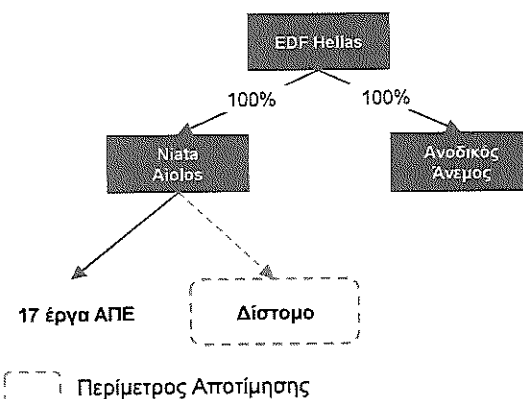 EDF Hellas
100% 100%
Niata
Aiolos
Ανοδικός
Άνεμος
17 έργα ΑΠΕ
Δίστομο
Περίμετρος Αποτίμησης